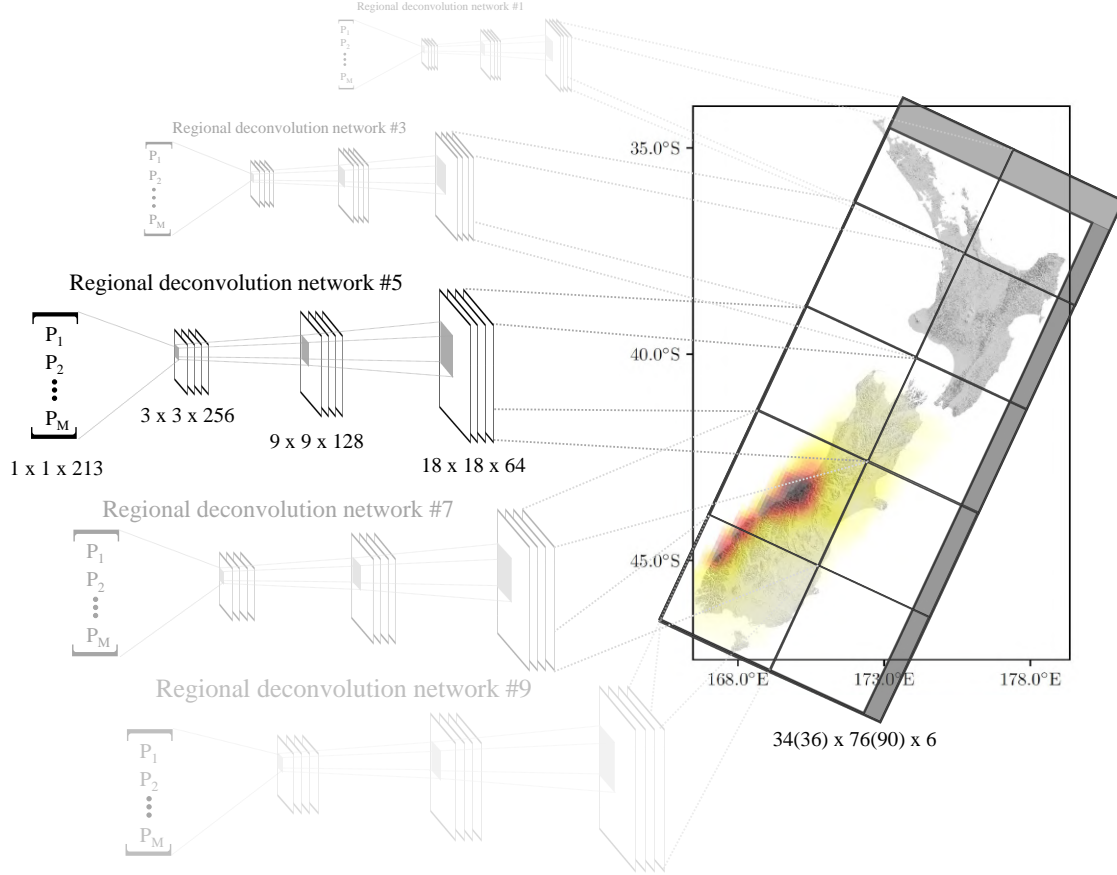 Regional deconvolution network #1
P1
P2
PM
Regional deconvolution network #3
P1
P2
PM
Regional deconvolution network #5
P1
P2
PM
1 x 1 x 213
3 x 3 x 256
9 x 9 x 128
18 x 18 x 64
Regional deconvolution network #7
P1
P2
PM
Regional deconvolution network #9
P1
P2
PM
35.0°S
40.0°S
45.0°S
168.0°E
173.0°E
178.0°E
34(36) x 76(90) x 6